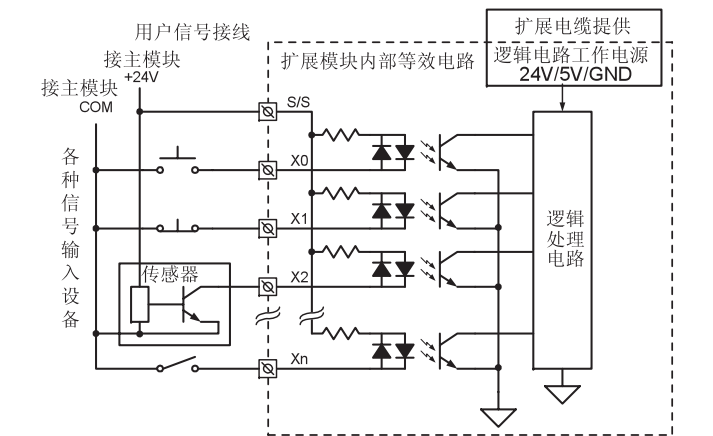 扩展电缆提供
逻辑电路工作电源
24V/5V/GND
用户信号接线
接主模块
+24V
接主模块
COM
扩展模块内部等效电路
S/S
X0
X1
X2
Xn
各种信号输入设备
传感器
逻辑
处理
电路